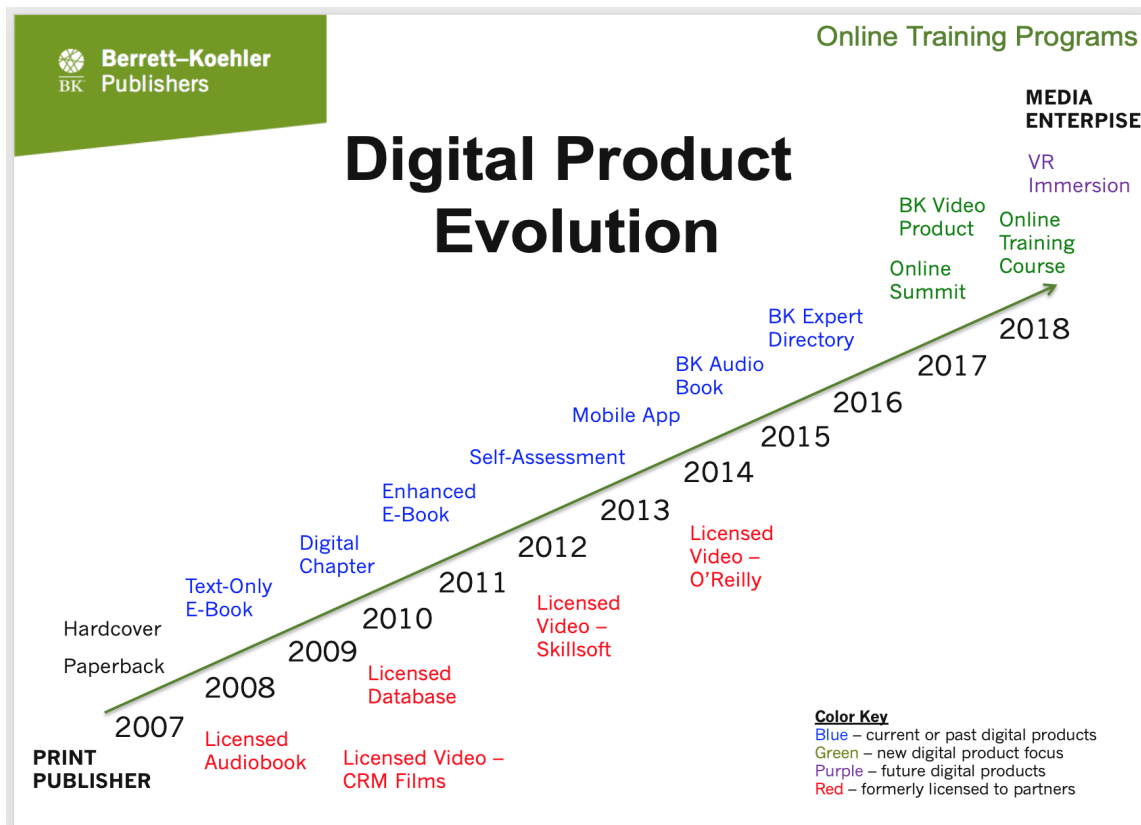 Berrett–Koehler
Publishers
BK
Online Training Programs
Digital Product
Evolution
MEDIA
ENTERPISE
VR
Immersion
BK Video
Product
Online
Training
Course
Online
Summit
BK Expert
Directory
BK Audio
Book
Mobile App
Self-Assessment
Enhanced
E-Book
Digital
Chapter
Text-Only
E-Book
Hardcover
Paperback
2018
2017
2016
2015
2014
2013
2012
2011
2010
2009
2008
2007
PRINT
PUBLISHER
Licensed
Audiobook
Licensed Video –
CRM Films
Licensed
Database
Licensed
Video –
Skillsoft
Licensed
Video –
O’Reilly
Color Key
Blue – current or past digital products
Green – new digital product focus
Purple – future digital products
Red – formerly licensed to partners